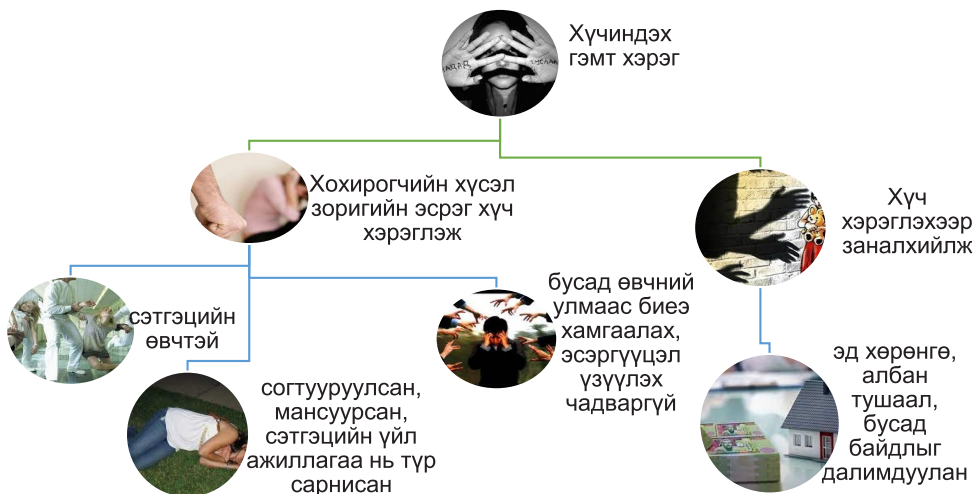 Хүчиндэх
гэмт хэрэг
Хохирогчийн хүсэл
зоригийн эсрэг хүч
хэрэглэж
Хүч
хэрэглэхээр
заналхийлж
сэтгэцийн
өвчтэй
бусад өвчний
улмаас биеэ
хамгаалах,
эсэргүүцэл
үзүүлэх
чадваргүй
согтууруулсан,
мансуурсан,
сэтгэцийн үйл
ажиллагаа нь түр
сарнисан
эд хөрөнгө,
албан
тушаал,
бусад
байдлыг
далимдуулан